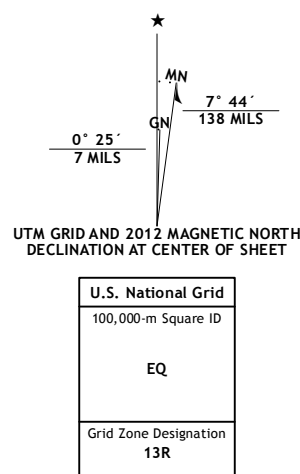 MN
GN
7° 44´
138 MILS
0° 25´
7 MILS
UTM GRID AND 2012 MAGNETIC NORTH
DECLINATION AT CENTER OF SHEET
U.S. National Grid
100,000-m Square ID
EQ
Grid Zone Designation
13R